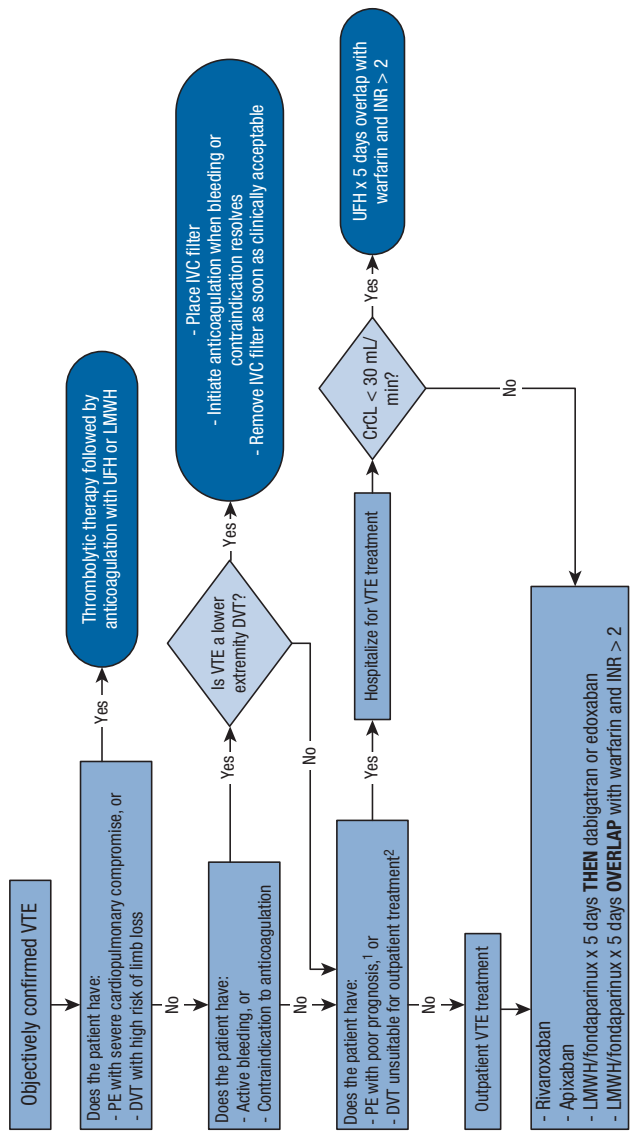 Objectively confirmed VTE
Does the patient have:
- PE with severe cardiopulmonary compromise, or
- DVT with high risk of limb loss
Yes
Thrombolytic therapy followed by
anticoagulation with UFH or LMWH
No
Does the patient have:
- Active bleeding, or
- Contraindication to anticoagulation
Yes
Is VTE a lower
extremity DVT?
Yes
- Place IVC filter
- Initiate anticoagulation when bleeding or
contraindication resolves
- Remove IVC filter as soon as clinically acceptable
No
No
Does the patient have:
- PE with poor prognosis,¹ or
- DVT unsuitable for outpatient treatment²
Yes
Hospitalize for VTE treatment
CrCL < 30 mL/
min?
Yes
UFH x 5 days overlap with
warfarin and INR > 2
No
No
Outpatient VTE treatment
- Rivaroxaban
- Apixaban
- LMWH/fondaparinux x 5 days THEN dabigatran or edoxaban
- LMWH/fondaparinux x 5 days OVERLAP with warfarin and INR > 2